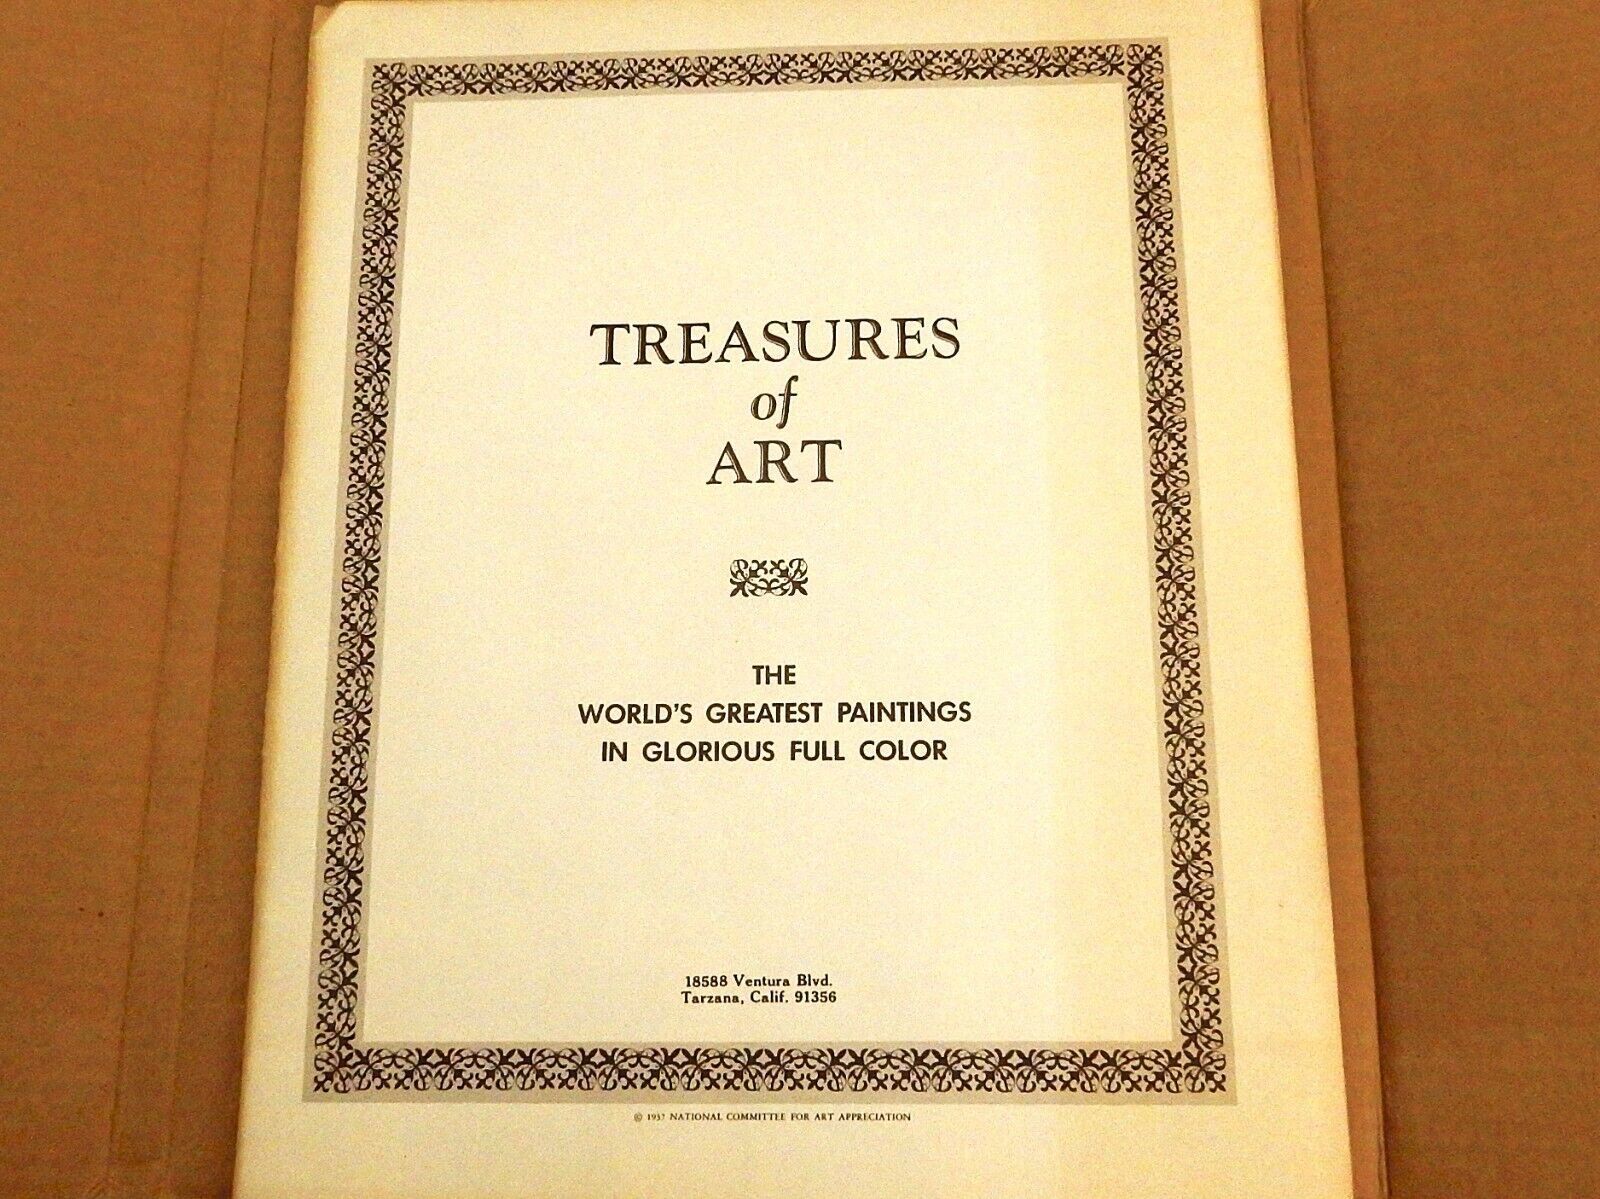 TREASURES
of
ART
THE
WORLD'S GREATEST PAINTINGS
IN GLORIOUS FULL COLOR
18588 Ventura Blvd.
Tarzana, Calif. 91356
© 1937 NATIONAL COMMITTEE FOR ART APPRECIATION